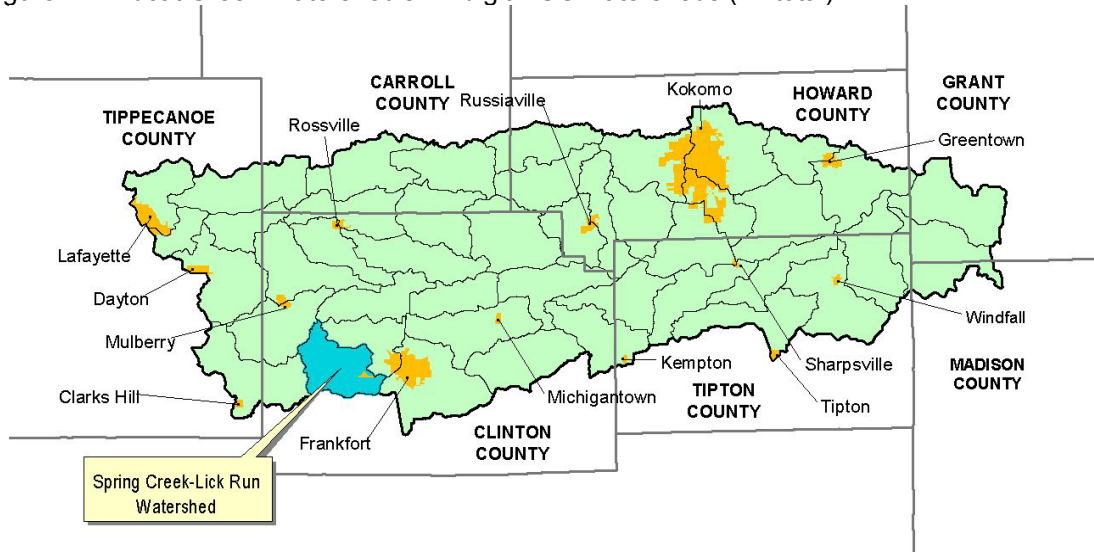 CARROLL
COUNTY
TIPPECANOE
COUNTY
HOWARD
COUNTY
GRANT
COUNTY
Kokomo
Russiaville
Rossville
Greentown
Lafayette
Dayton
Mulberry
Clarks Hill
Windfall
Sharpsville
Kempton
MADISON
COUNTY
TIPTON
COUNTY
Tipton
Michigantown
Frankfort
CLINTON
COUNTY
Spring Creek-Lick Run
Watershed